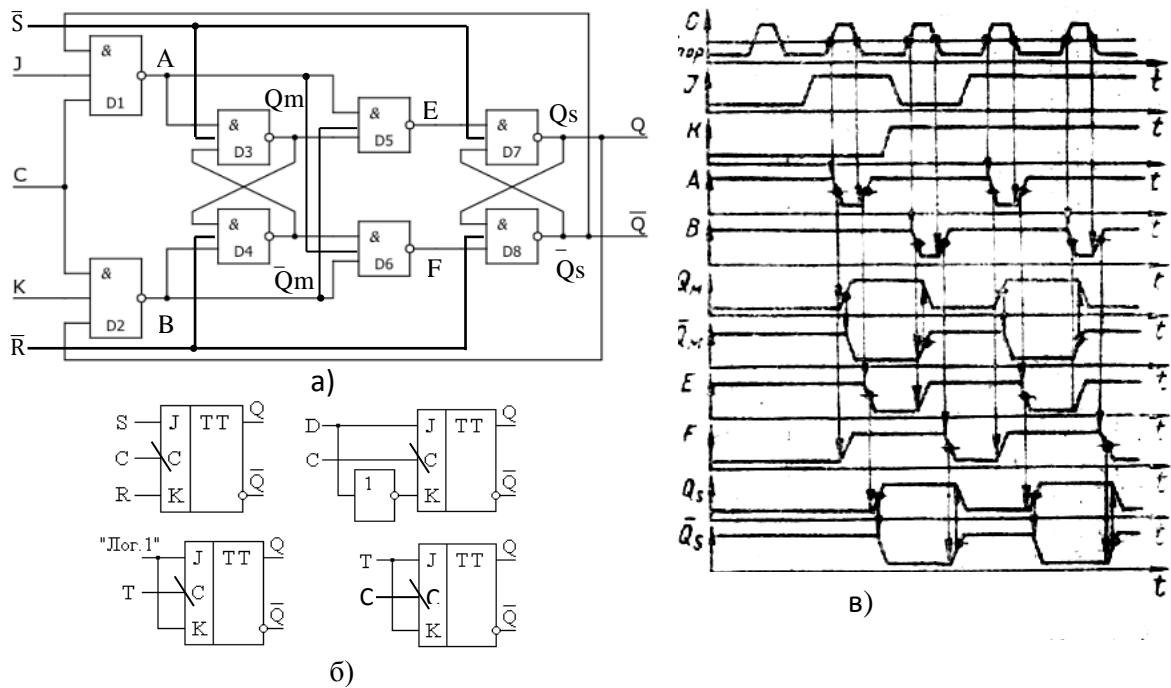 S̅
&
J
A
D1
Qm
&
E
Qs
&
&
Q
D3
D5
D7
C
&
&
&
Q̅
D4
D6
D8
&
Q̅m
F
Q̅s
K
D2
B
R̅
а)
S J TT Q
C C
R K Q̅
D J TT Q
C C
1
K Q̅
"Лог.1" J TT Q
T C
K Q̅
T J TT Q
C C
K Q̅
б)
C
пор
t
J
t
K
t
A
t
B
t
Qм
t
Q̅м
t
E
t
F
t
Qs
t
Q̅s
t
в)